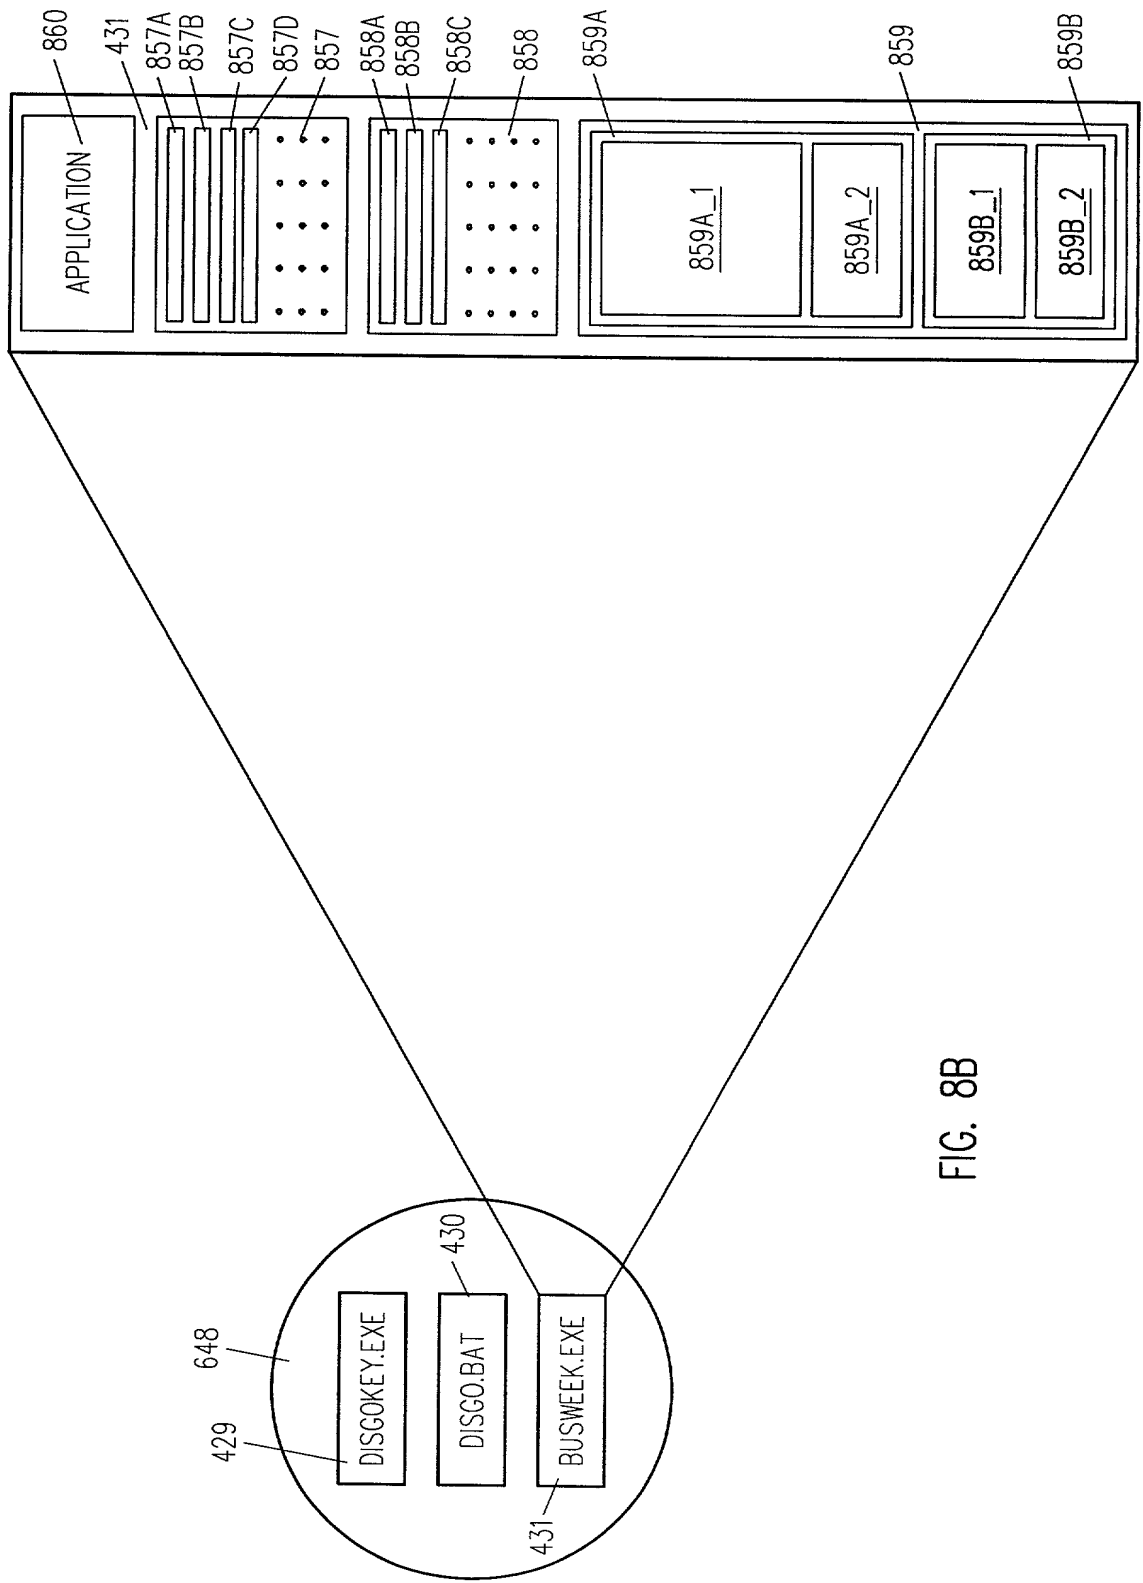 648
429
DISGOKEY.EXE
DISGO.BAT
430
BUSWEEK.EXE
431
APPLICATION
860
431
857A
857B
857C
857D
857
858A
858B
858C
858
859A
859A_1
859A_2
859
859B_1
859B_2
859B
FIG. 8B